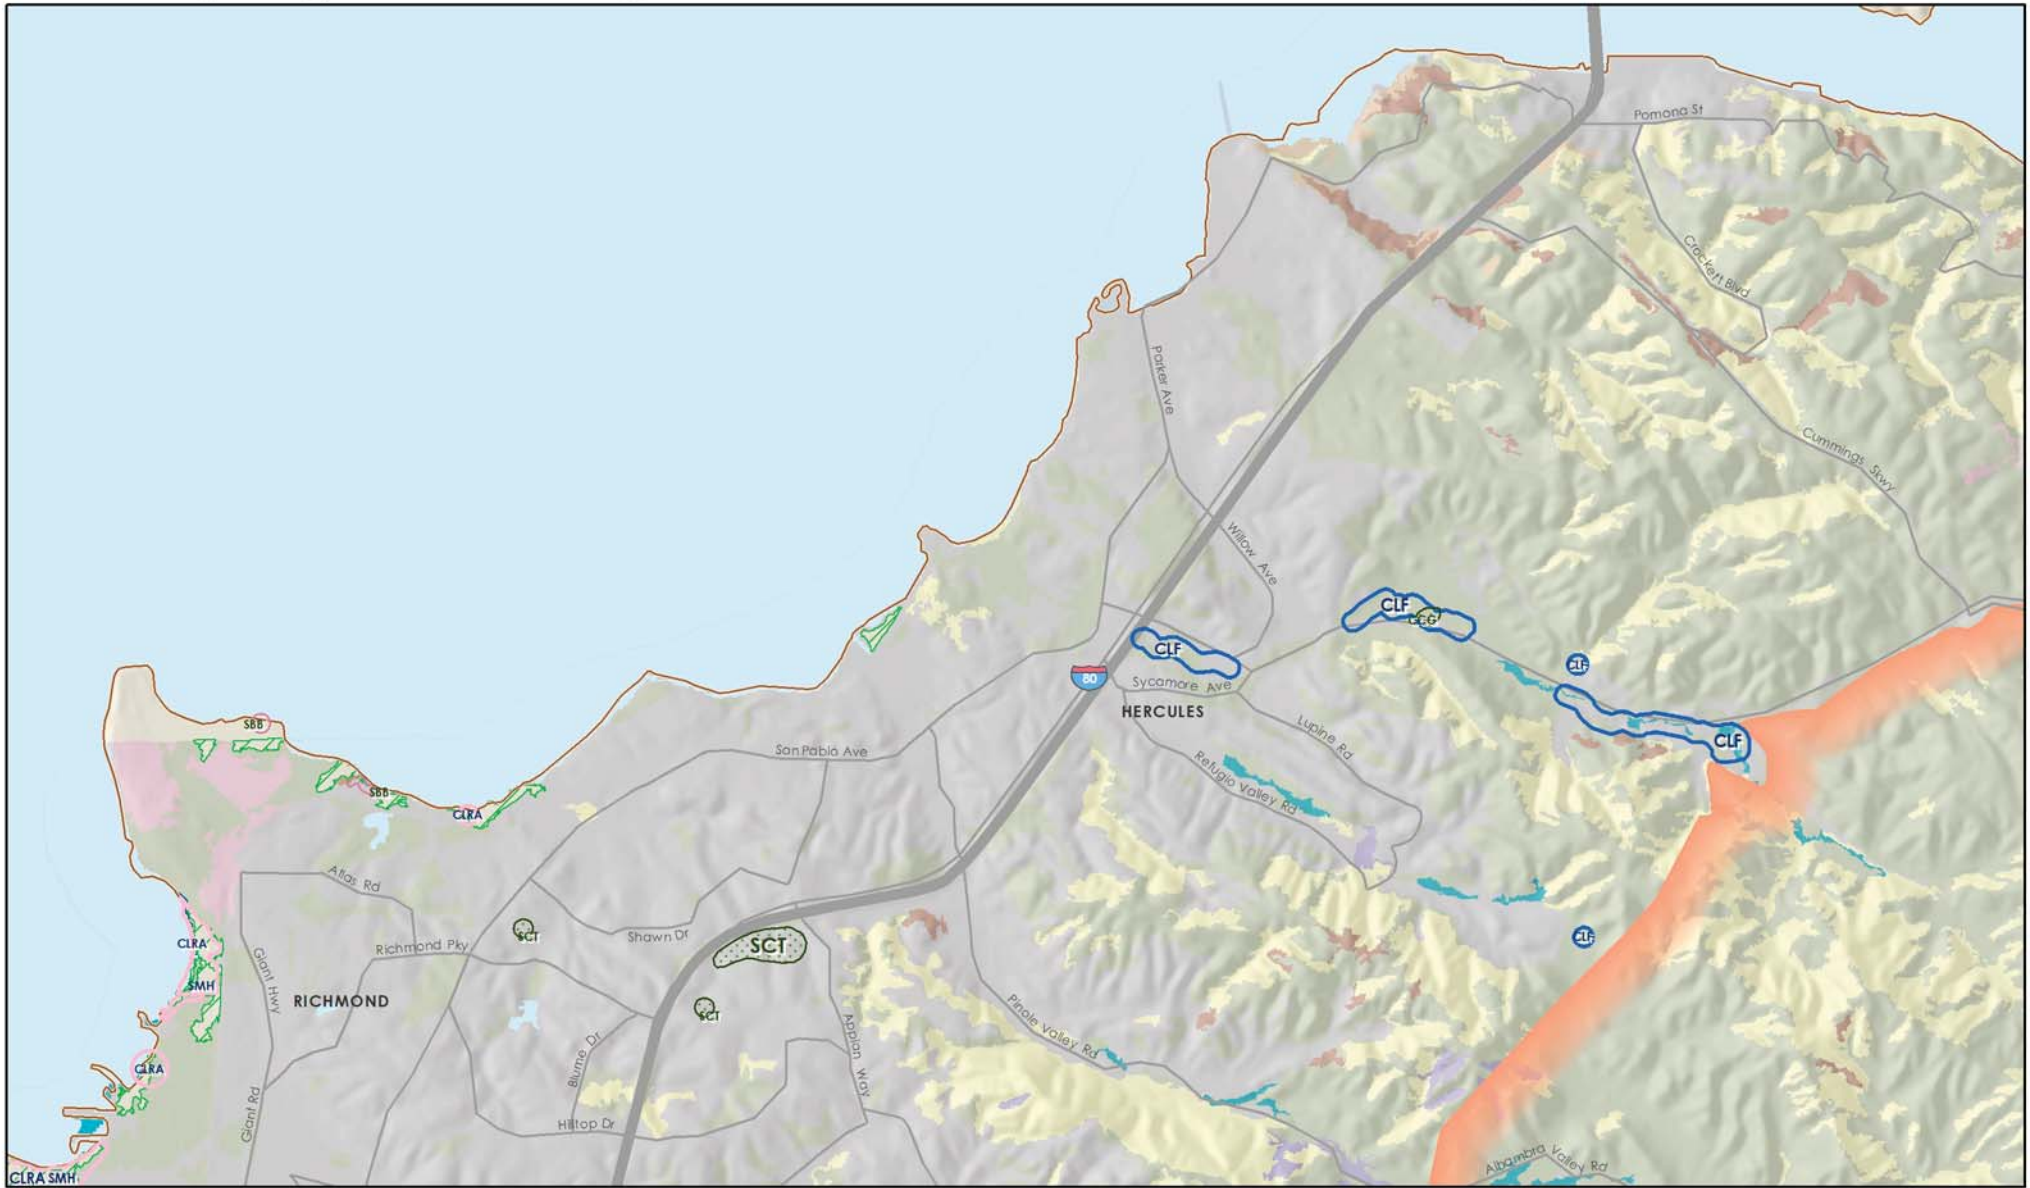 Pomona St
Crockett Blvd
Parker Ave
Cummings Skwy
Willow Ave
CLF
CLF
CLF
80
Sycamore Ave
HERCULES
SBB
Lupine Rd
CLF
San Pablo Ave
Refugio Valley Rd
SBB
CLRA
Atlas Rd
SCT
Shawn Dr
CLF
CLRA
Richmond Pky
SCT
Giant Hwy
SMH
RICHMOND
SCT
Pinole Valley Rd
Appian Way
Blume Dr
CLRA
Giant Rd
Hilltop Dr
Alhambra Valley Rd
CLRA SMH